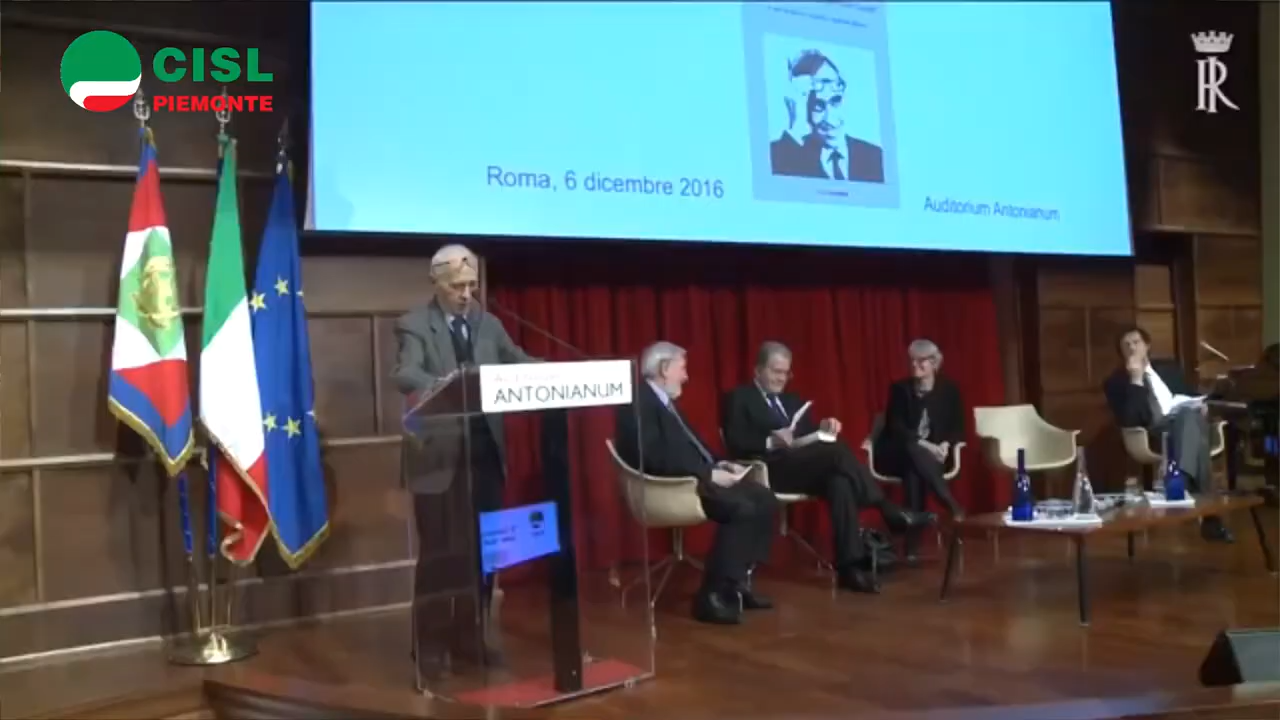 CISL
PIEMONTE
Roma, 6 dicembre 2016
Auditorium Antonianum
ANTONIANUM